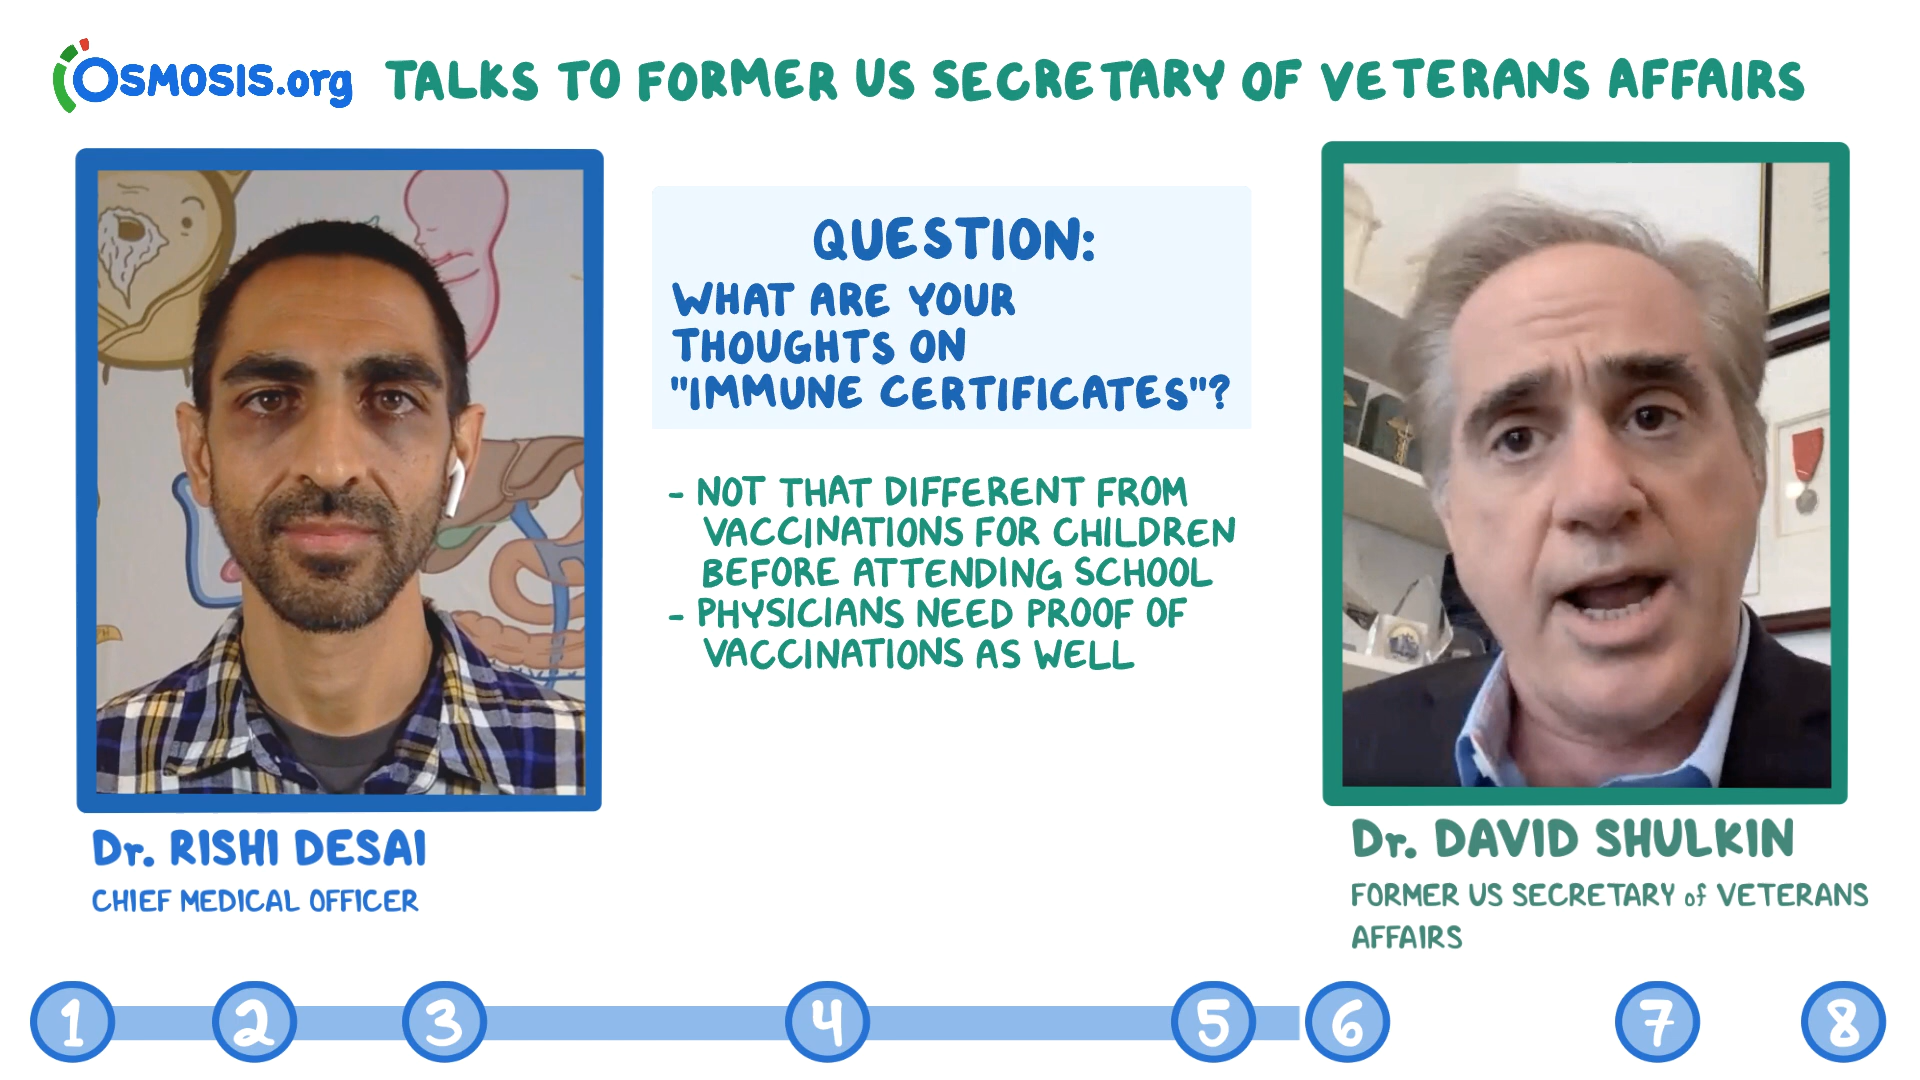 OSMOSIS.org TALKS TO FORMER US SECRETARY OF VETERANS AFFAIRS
QUESTION:
WHAT ARE YOUR
THOUGHTS ON
"IMMUNE CERTIFICATES"?
- NOT THAT DIFFERENT FROM
VACCINATIONS FOR CHILDREN
BEFORE ATTENDING SCHOOL
- PHYSICIANS NEED PROOF OF
VACCINATIONS AS WELL
Dr. RISHI DESAI
CHIEF MEDICAL OFFICER
Dr. DAVID SHULKIN
FORMER US SECRETARY of VETERANS
AFFAIRS
1 2 3 4 5 6 7 8